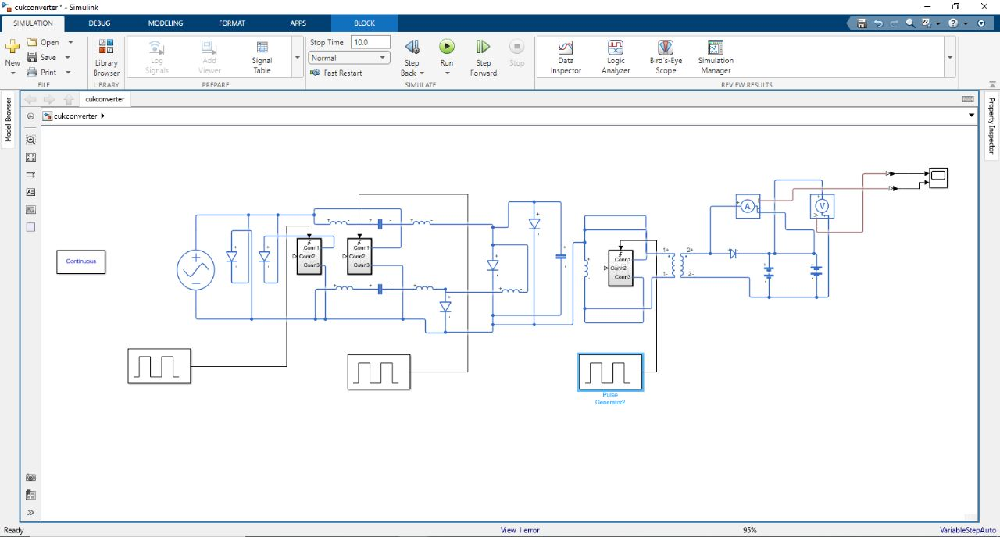 cukconverter * - Simulink
SIMULATION DEBUG MODELING FORMAT APPS BLOCK
New
Open
Save
Print
FILE
Library
Browser
LIBRARY
Log
Signals
Add
Viewer
Signal
Table
PREPARE
Stop Time 10.0
Normal
Fast Restart
Step
Back
Run
Step
Forward
Stop
SIMULATE
Data
Inspector
Logic
Analyzer
Bird's-Eye
Scope
Simulation
Manager
REVIEW RESULTS
Model Browser
cukconverter
cukconverter
Property Inspector
Continuous
Conn1
Conn2
Conn3
Conn1
Conn2
Conn3
Conn1
Conn2
Conn3
1+ 2+
1- 2-
A
V
Pulse
Generator2
Ready View 1 error 95% VariableStepAuto